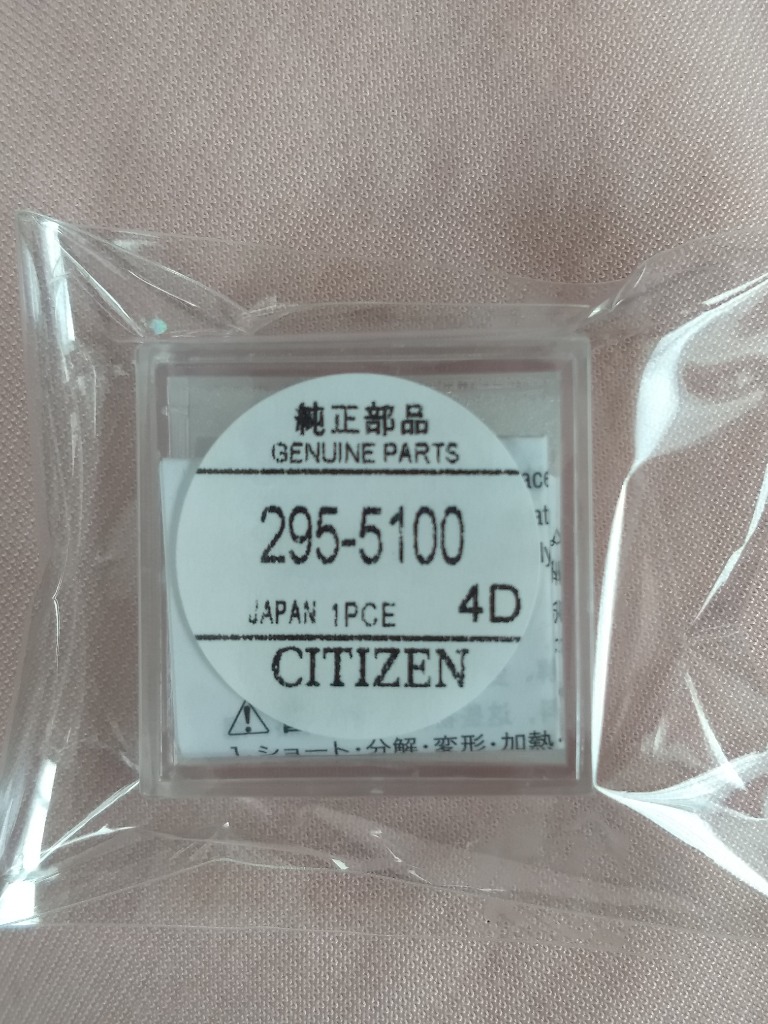 純正部品
GENUINE PARTS
295-5100
JAPAN 1PCE 4D
CITIZEN
1 ショート・分解・変形・加熱・